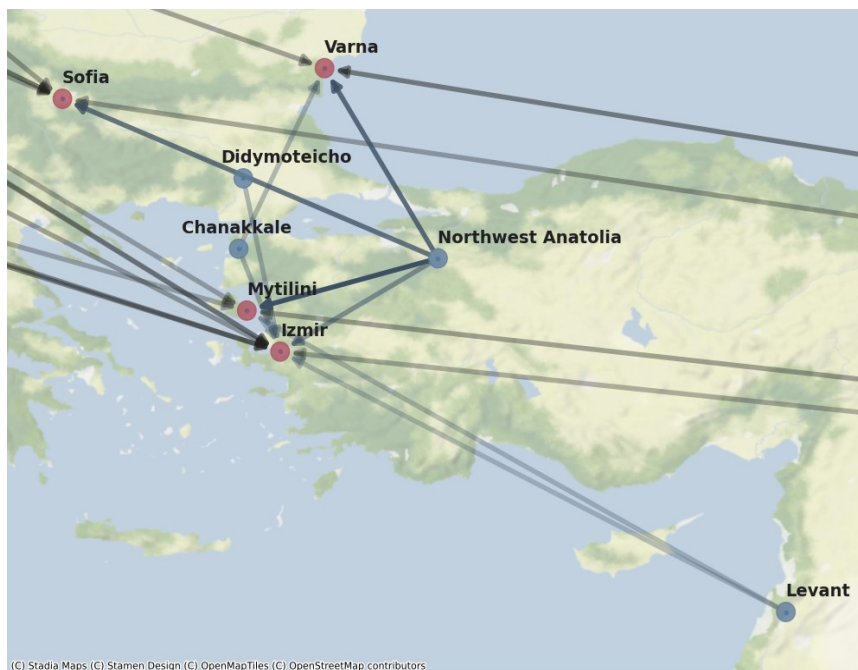 Varna
Sofia
Didymoteicho
Chanakkale
Northwest Anatolia
Mytilini
Izmir
Levant
(C) Stadia Maps (C) Stamen Design (C) OpenMapTiles (C) OpenStreetMap contributors